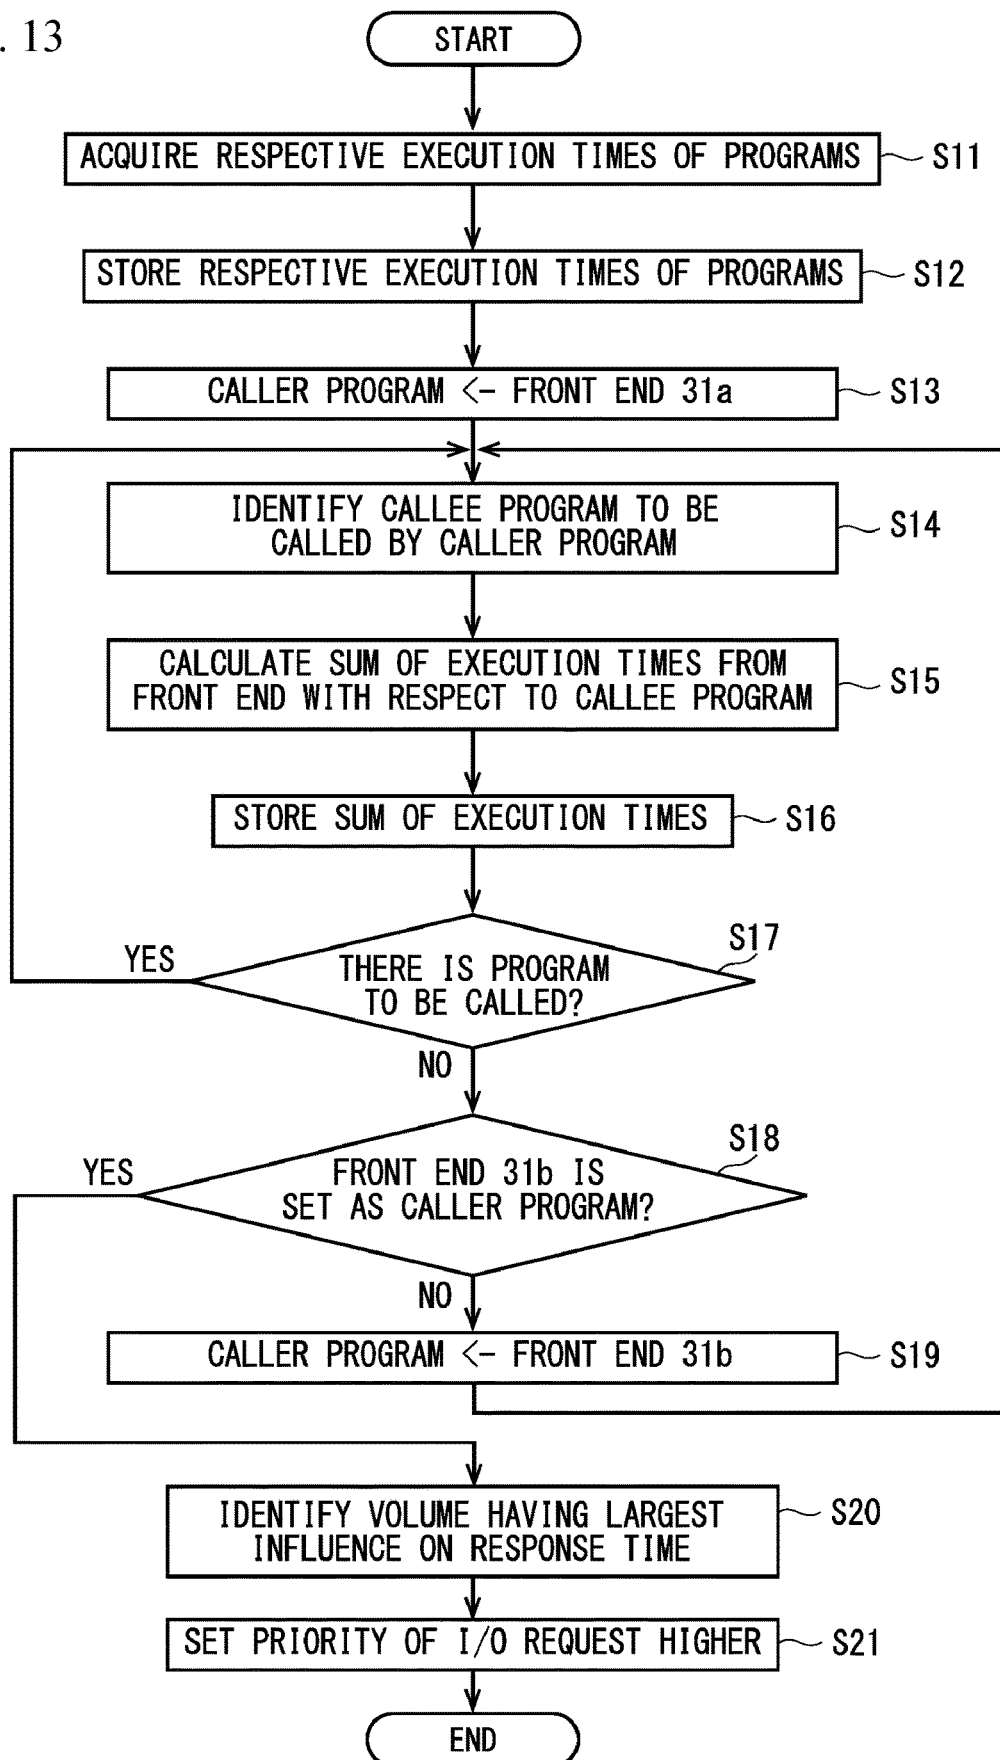 . 13
START
ACQUIRE RESPECTIVE EXECUTION TIMES OF PROGRAMS
S11
STORE RESPECTIVE EXECUTION TIMES OF PROGRAMS
S12
CALLER PROGRAM <- FRONT END 31a
S13
IDENTIFY CALLEE PROGRAM TO BE
CALLED BY CALLER PROGRAM
S14
CALCULATE SUM OF EXECUTION TIMES FROM
FRONT END WITH RESPECT TO CALLEE PROGRAM
S15
STORE SUM OF EXECUTION TIMES
S16
S17
YES
THERE IS PROGRAM
TO BE CALLED?
NO
S18
YES
FRONT END 31b IS
SET AS CALLER PROGRAM?
NO
CALLER PROGRAM <- FRONT END 31b
S19
IDENTIFY VOLUME HAVING LARGEST
INFLUENCE ON RESPONSE TIME
S20
SET PRIORITY OF I/O REQUEST HIGHER
S21
END